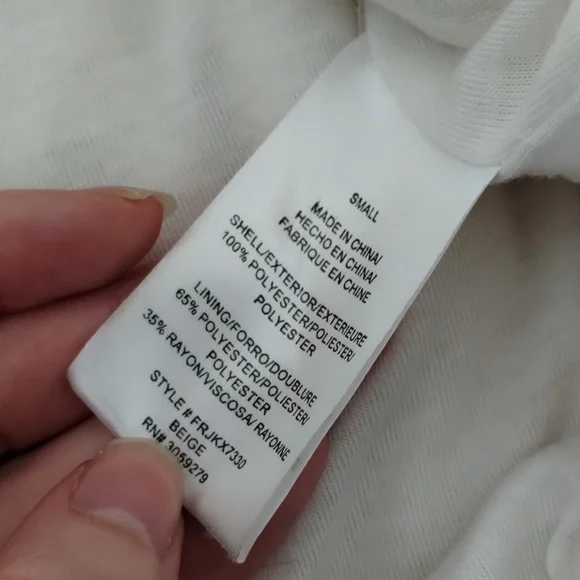 SMALL
MADE IN CHINA/
HECHO EN CHINA/
FABRIQUE EN CHINE
SHELL/EXTERIOR/EXTERIEURE
100% POLYESTER/POLIESTER/
POLYESTER
LINING/FORRO/DOUBLURE
65% POLYESTER/POLIESTER/
POLYESTER
35% RAYON/VISCOSA/ RAYONNE
STYLE # FRJKX7330
BEIGE
RN# 3059279